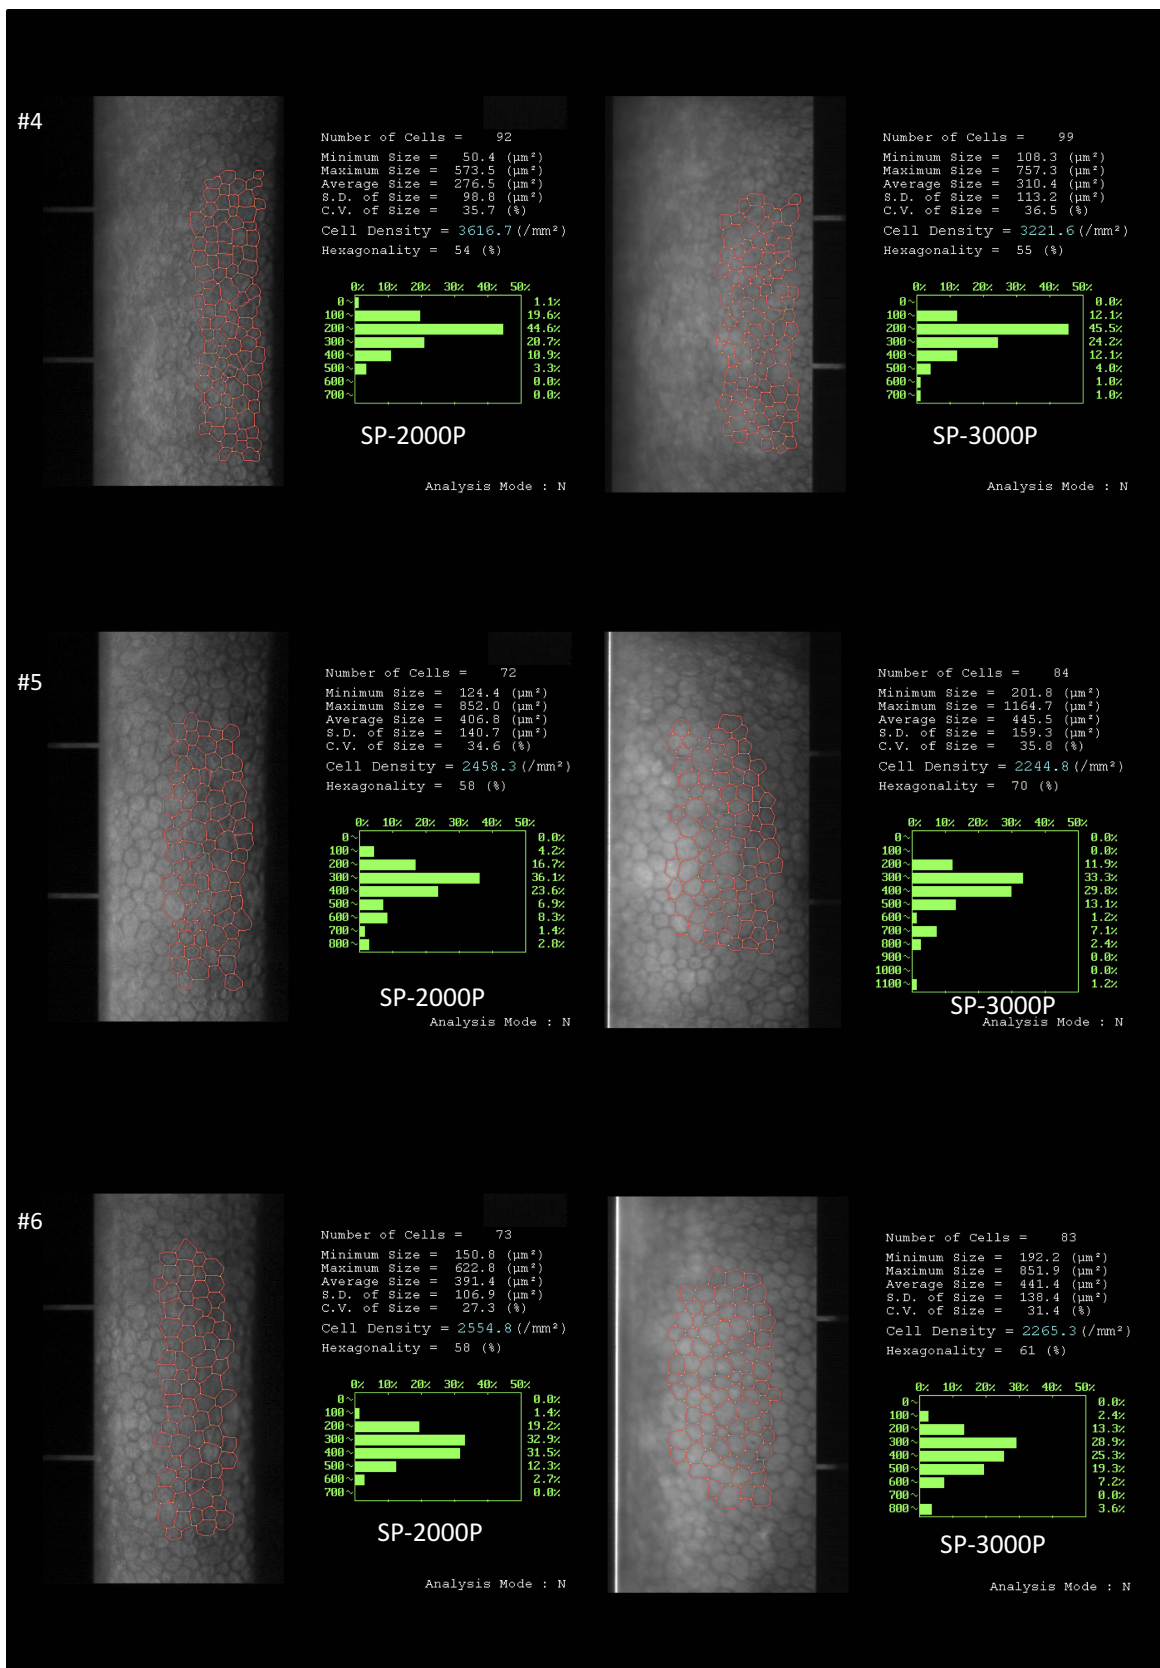 #4
Number of Cells = 92
Minimum Size = 50.4 (µm²)
Maximum Size = 573.5 (µm²)
Average Size = 276.5 (µm²)
S.D. of Size = 98.8 (µm²)
C.V. of Size = 35.7 (%)
Cell Density = 3616.7(/mm²)
Hexagonality = 54 (%)
0% 10% 20% 30% 40% 50%
0~ 1.1%
100~ 19.6%
200~ 44.6%
300~ 20.7%
400~ 10.9%
500~ 3.3%
600~ 0.0%
700~ 0.0%
SP-2000P
Analysis Mode : N
Number of Cells = 99
Minimum Size = 108.3 (µm²)
Maximum Size = 757.3 (µm²)
Average Size = 310.4 (µm²)
S.D. of Size = 113.2 (µm²)
C.V. of Size = 36.5 (%)
Cell Density = 3221.6(/mm²)
Hexagonality = 55 (%)
0% 10% 20% 30% 40% 50%
0~ 0.0%
100~ 12.1%
200~ 45.5%
300~ 24.2%
400~ 12.1%
500~ 4.0%
600~ 1.0%
700~ 1.0%
SP-3000P
Analysis Mode : N
#5
Number of Cells = 72
Minimum Size = 124.4 (µm²)
Maximum Size = 852.0 (µm²)
Average Size = 406.8 (µm²)
S.D. of Size = 140.7 (µm²)
C.V. of Size = 34.6 (%)
Cell Density = 2458.3(/mm²)
Hexagonality = 58 (%)
0% 10% 20% 30% 40% 50%
0~ 0.0%
100~ 4.2%
200~ 16.7%
300~ 36.1%
400~ 23.6%
500~ 6.9%
600~ 8.3%
700~ 1.4%
800~ 2.8%
SP-2000P
Analysis Mode : N
Number of Cells = 84
Minimum Size = 201.8 (µm²)
Maximum Size = 1164.7 (µm²)
Average Size = 445.5 (µm²)
S.D. of Size = 159.3 (µm²)
C.V. of Size = 35.8 (%)
Cell Density = 2244.8(/mm²)
Hexagonality = 70 (%)
0% 10% 20% 30% 40% 50%
0~ 0.0%
100~ 0.0%
200~ 11.9%
300~ 33.3%
400~ 29.8%
500~ 13.1%
600~ 1.2%
700~ 7.1%
800~ 2.4%
900~ 0.0%
1000~ 0.0%
1100~ 1.2%
SP-3000P
Analysis Mode : N
#6
Number of Cells = 73
Minimum Size = 150.8 (µm²)
Maximum Size = 622.8 (µm²)
Average Size = 391.4 (µm²)
S.D. of Size = 106.9 (µm²)
C.V. of Size = 27.3 (%)
Cell Density = 2554.8(/mm²)
Hexagonality = 58 (%)
0% 10% 20% 30% 40% 50%
0~ 0.0%
100~ 1.4%
200~ 19.2%
300~ 32.9%
400~ 31.5%
500~ 12.3%
600~ 2.7%
700~ 0.0%
SP-2000P
Analysis Mode : N
Number of Cells = 83
Minimum Size = 192.2 (µm²)
Maximum Size = 851.9 (µm²)
Average Size = 441.4 (µm²)
S.D. of Size = 138.4 (µm²)
C.V. of Size = 31.4 (%)
Cell Density = 2265.3(/mm²)
Hexagonality = 61 (%)
0% 10% 20% 30% 40% 50%
0~ 0.0%
100~ 2.4%
200~ 13.3%
300~ 28.9%
400~ 25.3%
500~ 19.3%
600~ 7.2%
700~ 0.0%
800~ 3.6%
SP-3000P
Analysis Mode : N